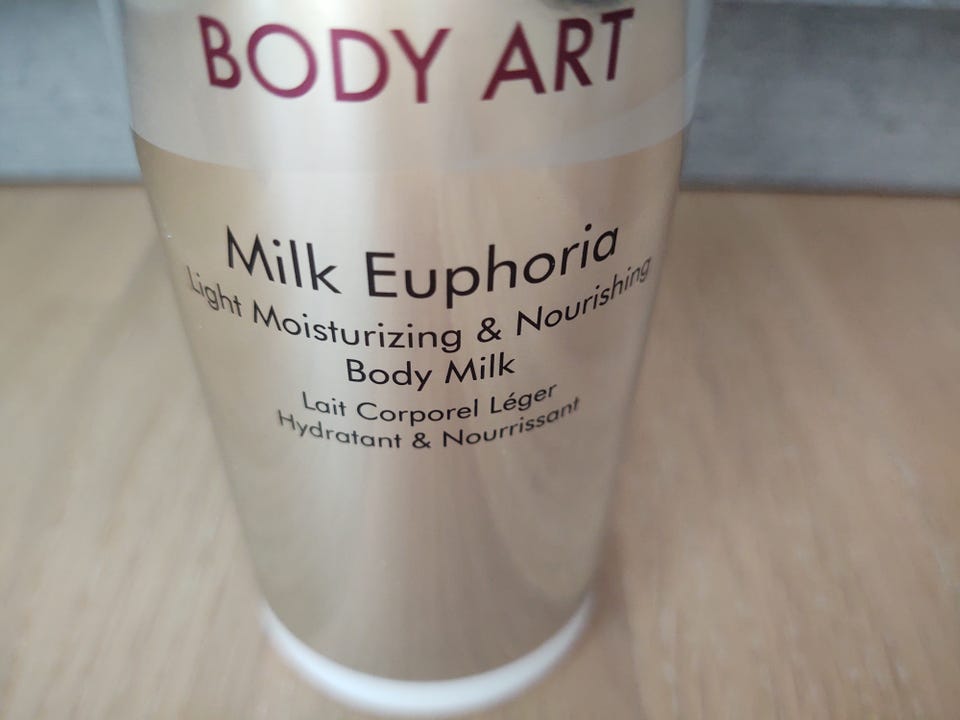 BODY ART
Milk Euphoria
Light Moisturizing & Nourishing
Body Milk
Lait Corporel Léger
Hydratant & Nourrissant